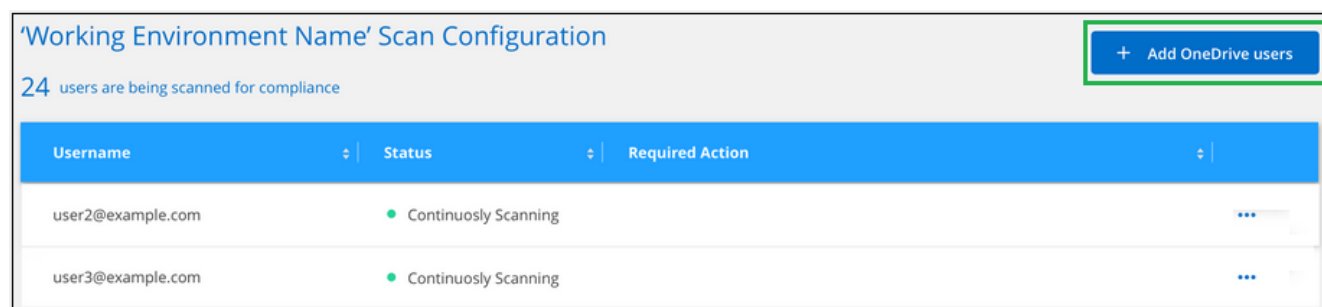 ‘Working Environment Name’ Scan Configuration
+ Add OneDrive users
24 users are being scanned for compliance
Username Status Required Action
user2@example.com Continuosly Scanning
user3@example.com Continuosly Scanning